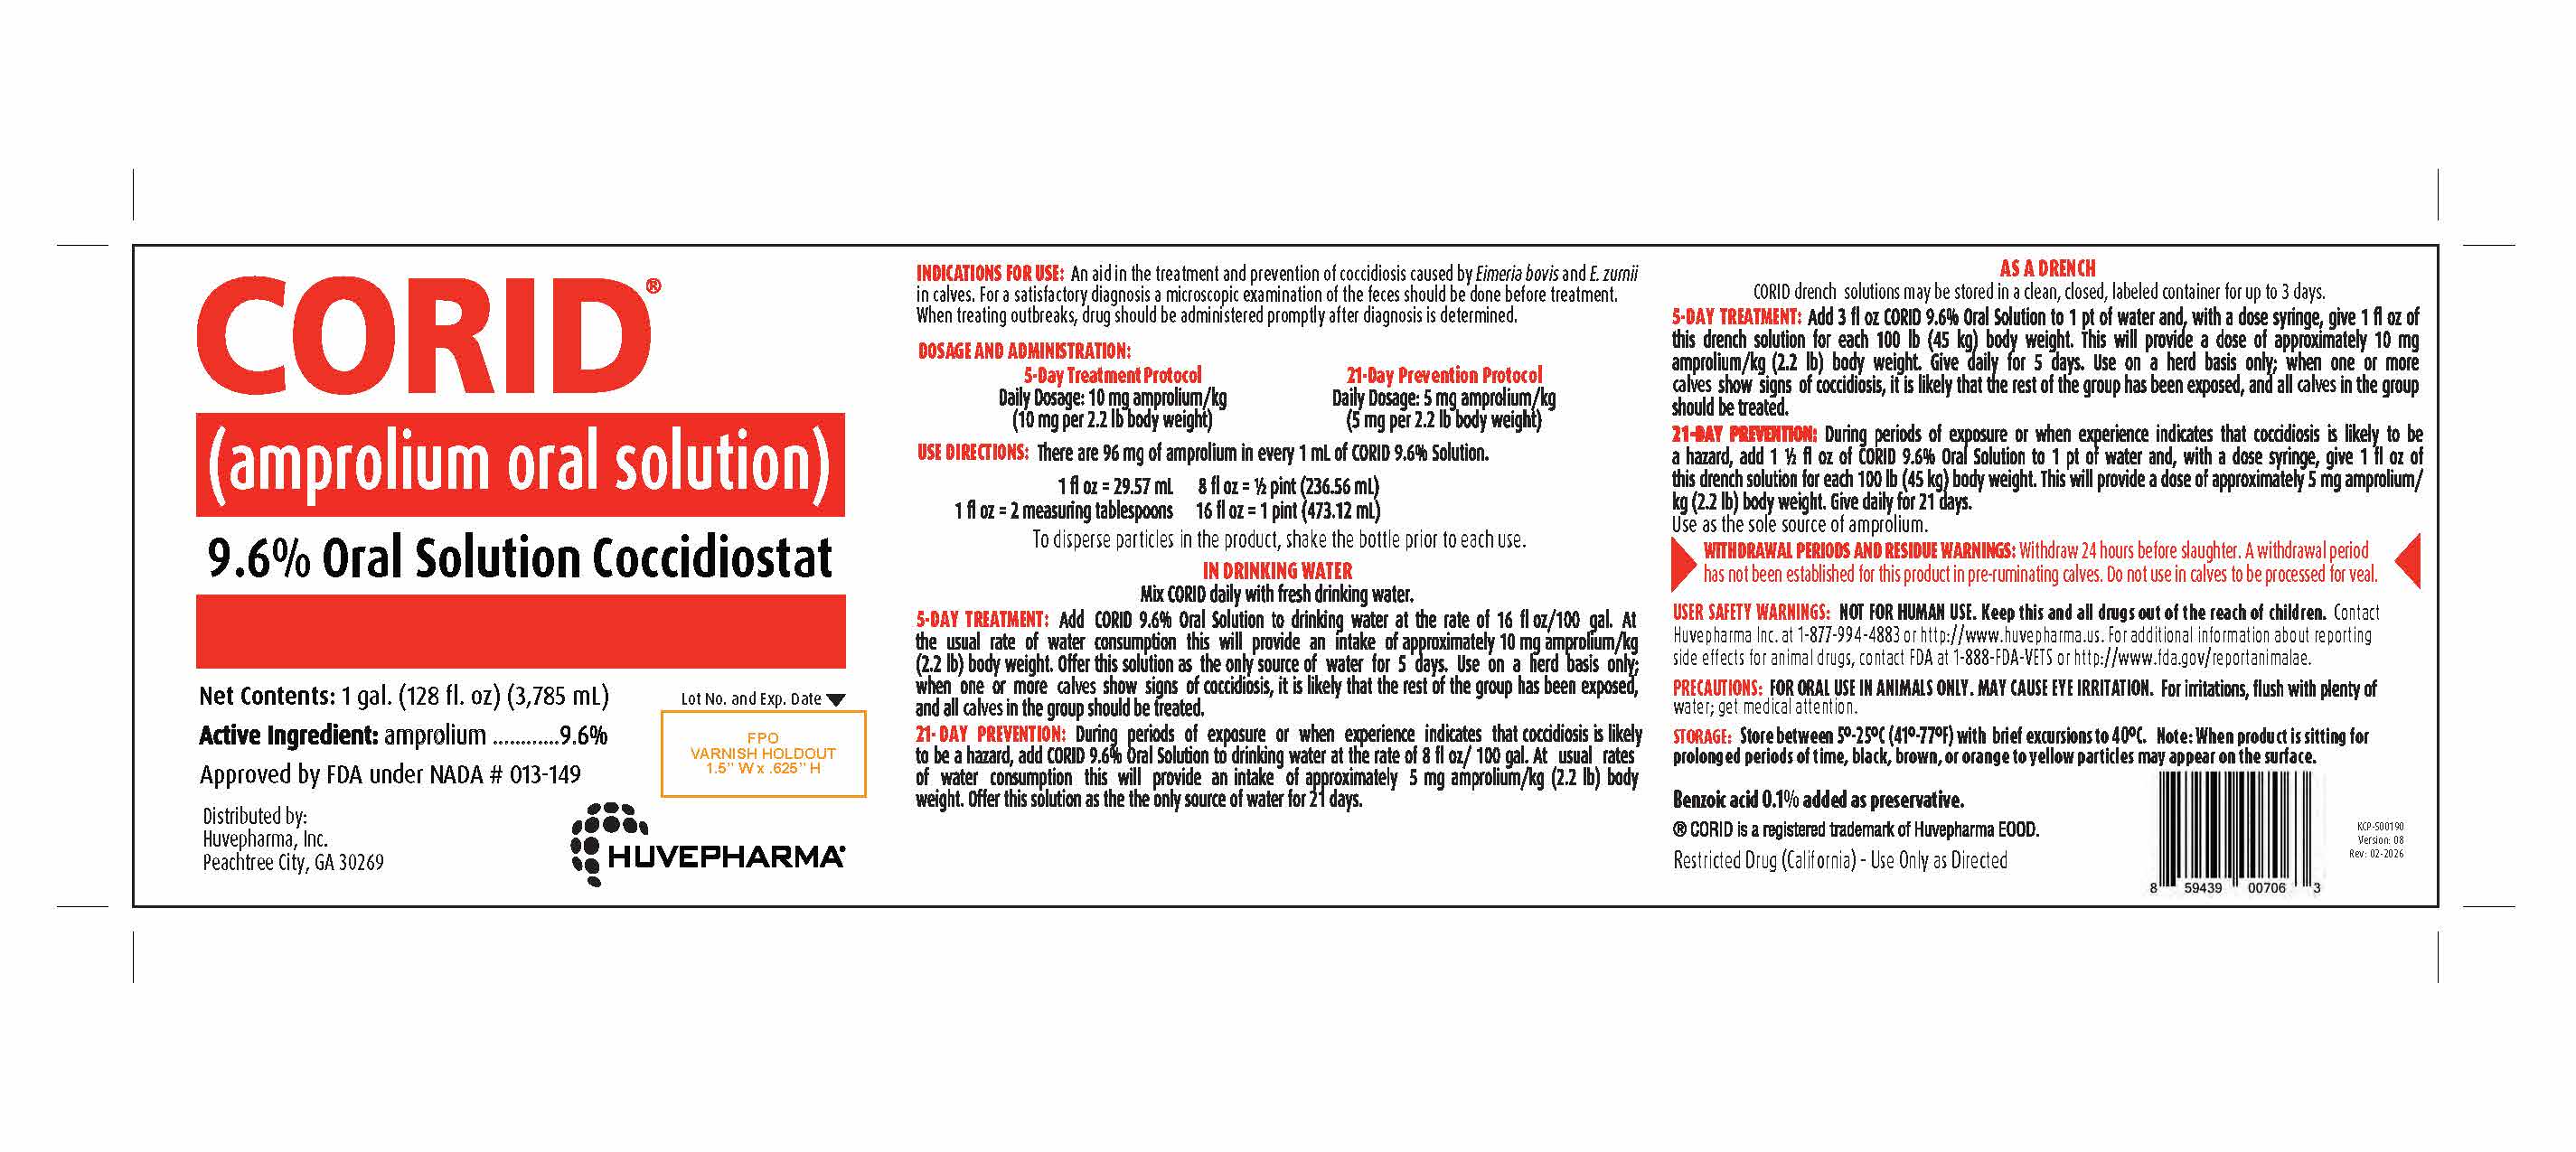 CORID®
(amprolium oral solution)
9.6% Oral Solution Coccidiostat
Net Contents: 1 gal. (128 fl. oz) (3,785 mL)
Active Ingredient: amprolium ............9.6%
Approved by FDA under NADA # 013-149
Lot No. and Exp. Date
FPO
VARNISH HOLDOUT
1.5" W x .625" H
Distributed by:
Huvepharma, Inc.
Peachtree City, GA 30269
HUVEPHARMA®
INDICATIONS FOR USE: An aid in the treatment and prevention of coccidiosis caused by Eimeria bovis and E. zurnii
in calves. For a satisfactory diagnosis a microscopic examination of the feces should be done before treatment.
When treating outbreaks, drug should be administered promptly after diagnosis is determined.
DOSAGE AND ADMINISTRATION:
5-Day Treatment Protocol
Daily Dosage: 10 mg amprolium/kg
(10 mg per 2.2 lb body weight)
21-Day Prevention Protocol
Daily Dosage: 5 mg amprolium/kg
(5 mg per 2.2 lb body weight)
USE DIRECTIONS: There are 96 mg of amprolium in every 1 mL of CORID 9.6% Solution.
1 fl oz = 29.57 mL 8 fl oz = ½ pint (236.56 mL)
1 fl oz = 2 measuring tablespoons 16 fl oz = 1 pint (473.12 mL)
To disperse particles in the product, shake the bottle prior to each use.
IN DRINKING WATER
Mix CORID daily with fresh drinking water.
5-DAY TREATMENT: Add CORID 9.6% Oral Solution to drinking water at the rate of 16 fl oz/100 gal. At
the usual rate of water consumption this will provide an intake of approximately 10 mg amprolium/kg
(2.2 lb) body weight. Offer this solution as the only source of water for 5 days. Use on a herd basis only;
when one or more calves show signs of coccidiosis, it is likely that the rest of the group has been exposed,
and all calves in the group should be treated.
21- DAY PREVENTION: During periods of exposure or when experience indicates that coccidiosis is likely
to be a hazard, add CORID 9.6% Oral Solution to drinking water at the rate of 8 fl oz/ 100 gal. At usual rates
of water consumption this will provide an intake of approximately 5 mg amprolium/kg (2.2 lb) body
weight. Offer this solution as the the only source of water for 21 days.
AS A DRENCH
CORID drench solutions may be stored in a clean, closed, labeled container for up to 3 days.
5-DAY TREATMENT: Add 3 fl oz CORID 9.6% Oral Solution to 1 pt of water and, with a dose syringe, give 1 fl oz of
this drench solution for each 100 lb (45 kg) body weight. This will provide a dose of approximately 10 mg
amprolium/kg (2.2 lb) body weight. Give daily for 5 days. Use on a herd basis only; when one or more
calves show signs of coccidiosis, it is likely that the rest of the group has been exposed, and all calves in the group
should be treated.
21-DAY PREVENTION: During periods of exposure or when experience indicates that coccidiosis is likely to be
a hazard, add 1 ½ fl oz of CORID 9.6% Oral Solution to 1 pt of water and, with a dose syringe, give 1 fl oz of
this drench solution for each 100 lb (45 kg) body weight. This will provide a dose of approximately 5 mg amprolium/
kg (2.2 lb) body weight. Give daily for 21 days.
Use as the sole source of amprolium.
WITHDRAWAL PERIODS AND RESIDUE WARNINGS: Withdraw 24 hours before slaughter. A withdrawal period
has not been established for this product in pre-ruminating calves. Do not use in calves to be processed for veal.
USER SAFETY WARNINGS: NOT FOR HUMAN USE. Keep this and all drugs out of the reach of children. Contact
Huvepharma Inc. at 1-877-994-4883 or http://www.huvepharma.us. For additional information about reporting
side effects for animal drugs, contact FDA at 1-888-FDA-VETS or http://www.fda.gov/reportanimalae.
PRECAUTIONS: FOR ORAL USE IN ANIMALS ONLY. MAY CAUSE EYE IRRITATION. For irritations, flush with plenty of
water; get medical attention.
STORAGE: Store between 5º-25ºC (41º-77ºF) with brief excursions to 40ºC. Note: When product is sitting for
prolonged periods of time, black, brown, or orange to yellow particles may appear on the surface.
Benzoic acid 0.1% added as preservative.
® CORID is a registered trademark of Huvepharma EOOD.
Restricted Drug (California) - Use Only as Directed
8 59439 00706 3
KCP-S00190
Version: 08
Rev: 02-2026